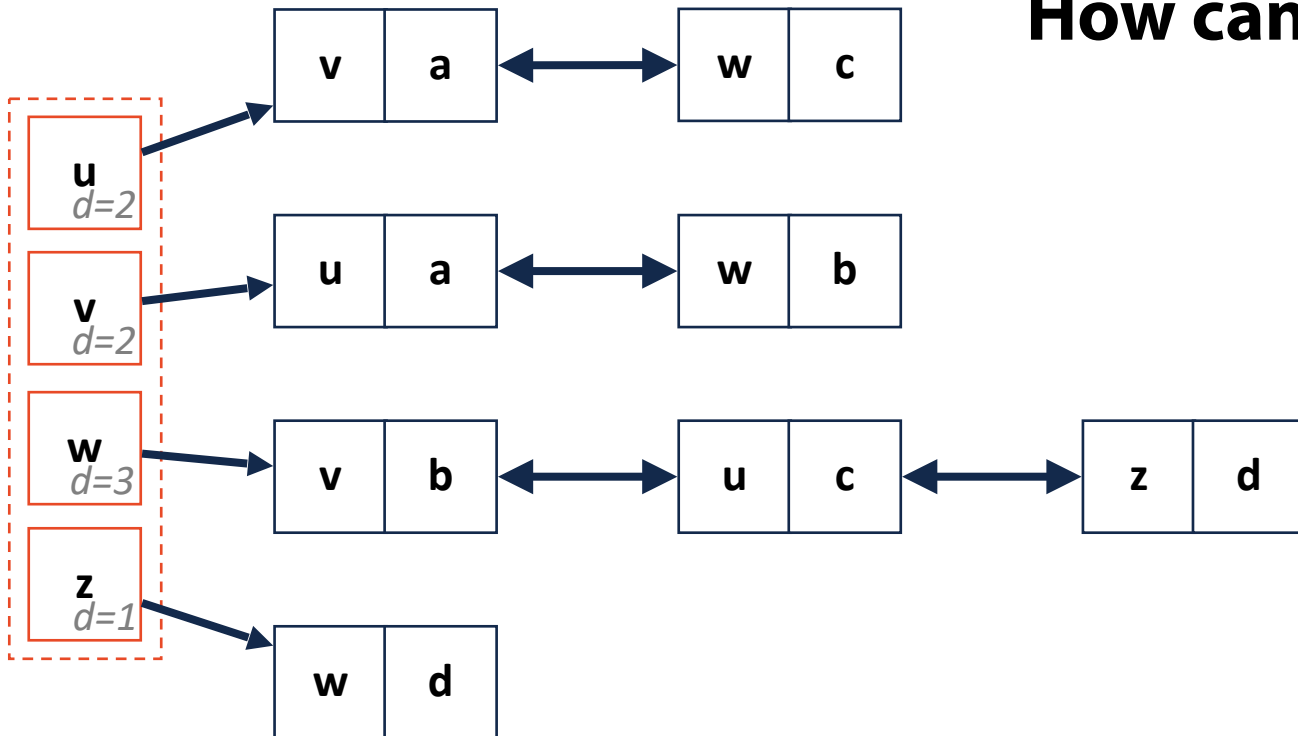 How can
v a w c
u
d=2
u a w b
v
d=2
w
d=3
v b u c z d
z
d=1
w d